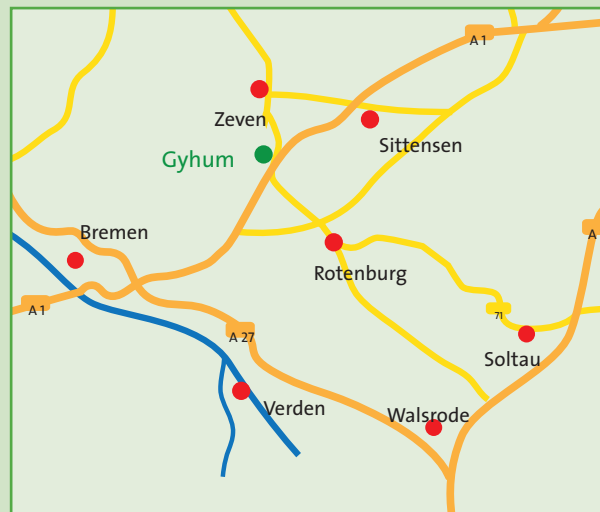 A 1
Zeven
Sittensen
Gyhum
Bremen
A
Rotenburg
A 1
71
A 27
Soltau
Verden
Walsrode